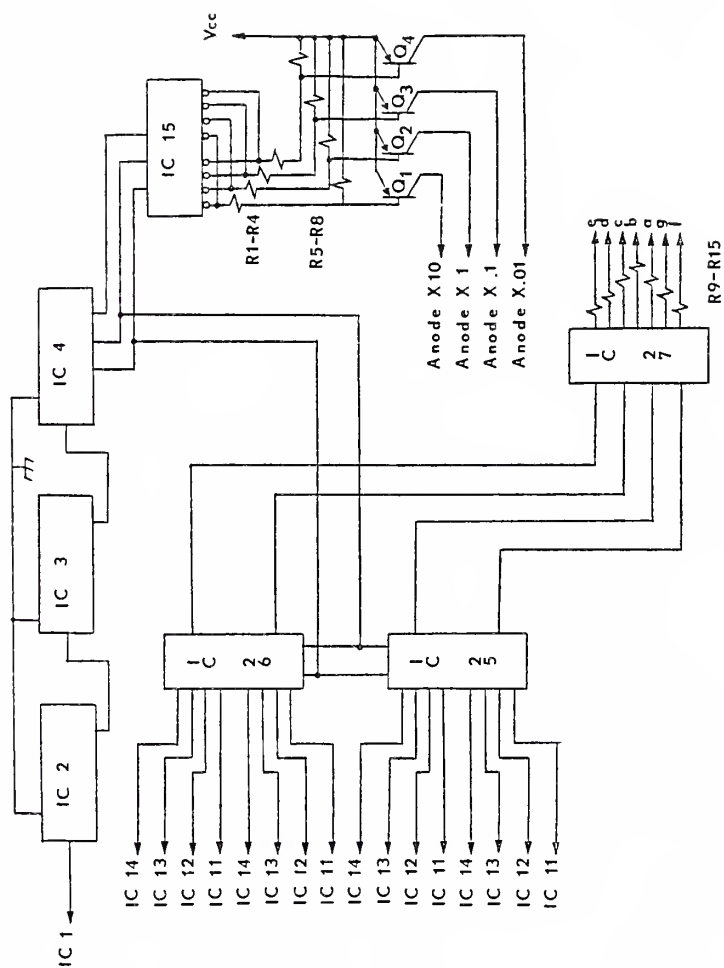 IC 1
IC 2
IC 3
IC 4
IC 15
Vcc
R1-R4
R5-R8
Q1
Q2
Q3
Q4
Anode X 10
Anode X 1
Anode X .1
Anode X.01
IC 14
IC 13
IC 12
IC 11
IC 14
IC 13
IC 12
IC 11
IC 14
IC 13
IC 12
IC 11
IC 14
IC 13
IC 12
IC 11
IC 26
IC 25
IC 27
e
d
c
b
a
g
f
R9-R15